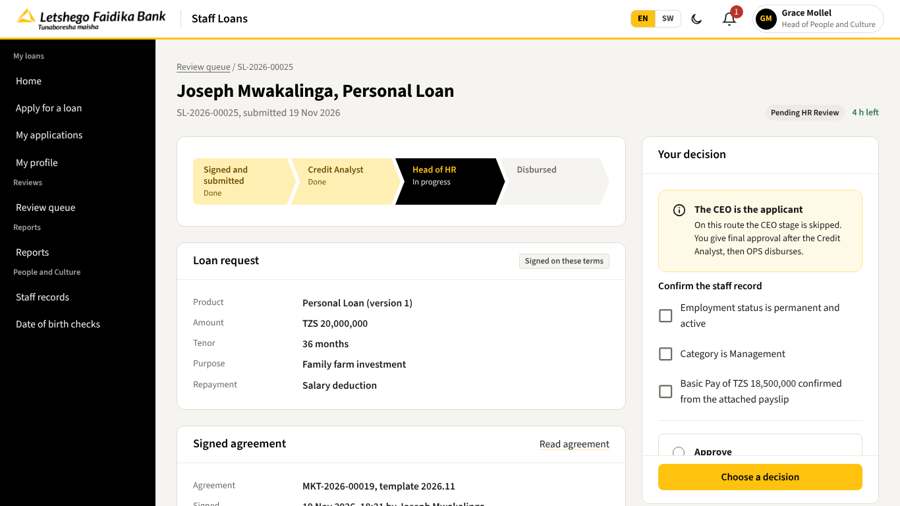 Letshego Faidika Bank
Tunaboresha maisha
Staff Loans
EN SW
1
GM
Grace Mollel
Head of People and Culture
My loans
Home
Apply for a loan
My applications
My profile
Reviews
Review queue
Reports
Reports
People and Culture
Staff records
Date of birth checks
Review queue / SL-2026-00025
Joseph Mwakalinga, Personal Loan
SL-2026-00025, submitted 19 Nov 2026
Pending HR Review
4 h left
Signed and
submitted
Done
Credit Analyst
Done
Head of HR
In progress
Disbursed
Loan request
Signed on these terms
Product Personal Loan (version 1)
Amount TZS 20,000,000
Tenor 36 months
Purpose Family farm investment
Repayment Salary deduction
Signed agreement
Read agreement
Agreement MKT-2026-00019, template 2026.11
Signed
Your decision
The CEO is the applicant
On this route the CEO stage is skipped.
You give final approval after the Credit
Analyst, then OPS disburses.
Confirm the staff record
Employment status is permanent and
active
Category is Management
Basic Pay of TZS 18,500,000 confirmed
from the attached payslip
Approve
Choose a decision